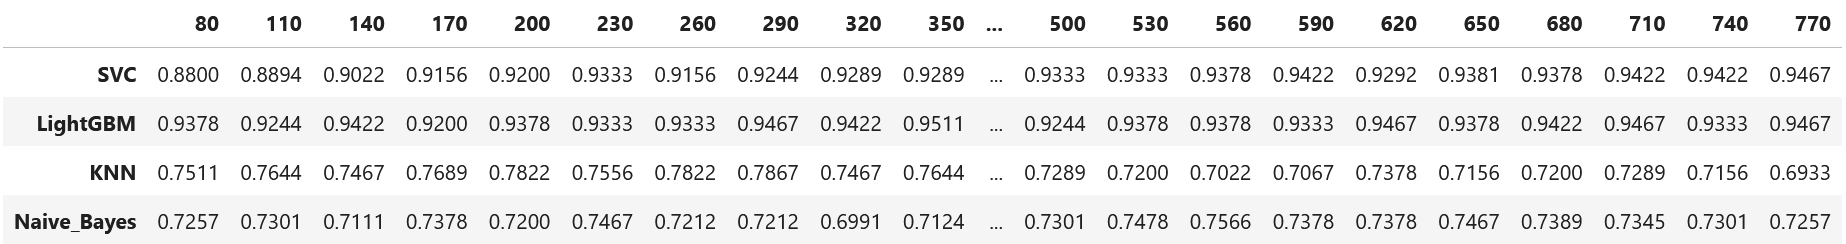 80 110 140 170 200 230 260 290 320 350 ... 500 530 560 590 620 650 680 710 740 770
SVC 0.8800 0.8894 0.9022 0.9156 0.9200 0.9333 0.9156 0.9244 0.9289 0.9289 ... 0.9333 0.9333 0.9378 0.9422 0.9292 0.9381 0.9378 0.9422 0.9422 0.9467
LightGBM 0.9378 0.9244 0.9422 0.9200 0.9378 0.9333 0.9333 0.9467 0.9422 0.9511 ... 0.9244 0.9378 0.9378 0.9333 0.9467 0.9378 0.9422 0.9467 0.9333 0.9467
KNN 0.7511 0.7644 0.7467 0.7689 0.7822 0.7556 0.7822 0.7867 0.7467 0.7644 ... 0.7289 0.7200 0.7022 0.7067 0.7378 0.7156 0.7200 0.7289 0.7156 0.6933
Naive_Bayes 0.7257 0.7301 0.7111 0.7378 0.7200 0.7467 0.7212 0.7212 0.6991 0.7124 ... 0.7301 0.7478 0.7566 0.7378 0.7378 0.7467 0.7389 0.7345 0.7301 0.7257